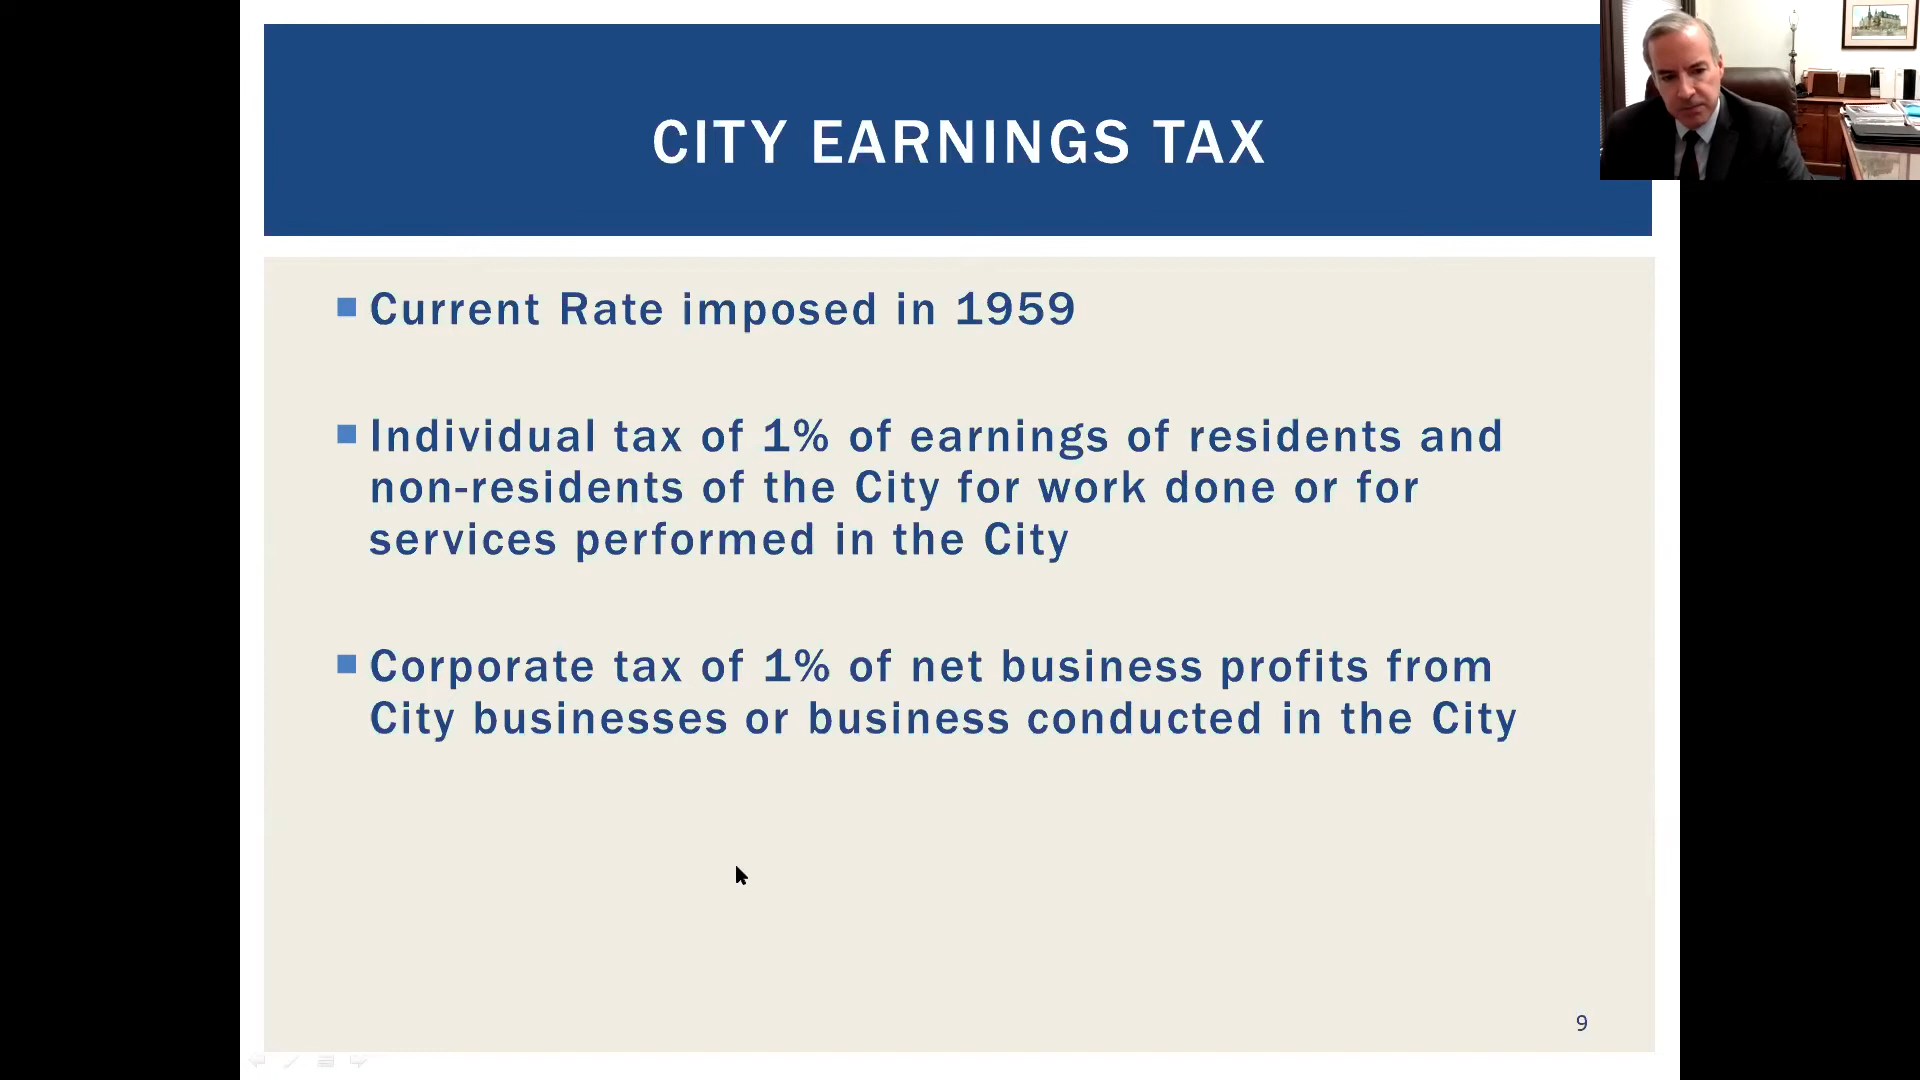 CITY EARNINGS TAX
Current Rate imposed in 1959
Individual tax of 1% of earnings of residents and
non-residents of the City for work done or for
services performed in the City
Corporate tax of 1% of net business profits from
City businesses or business conducted in the City
9